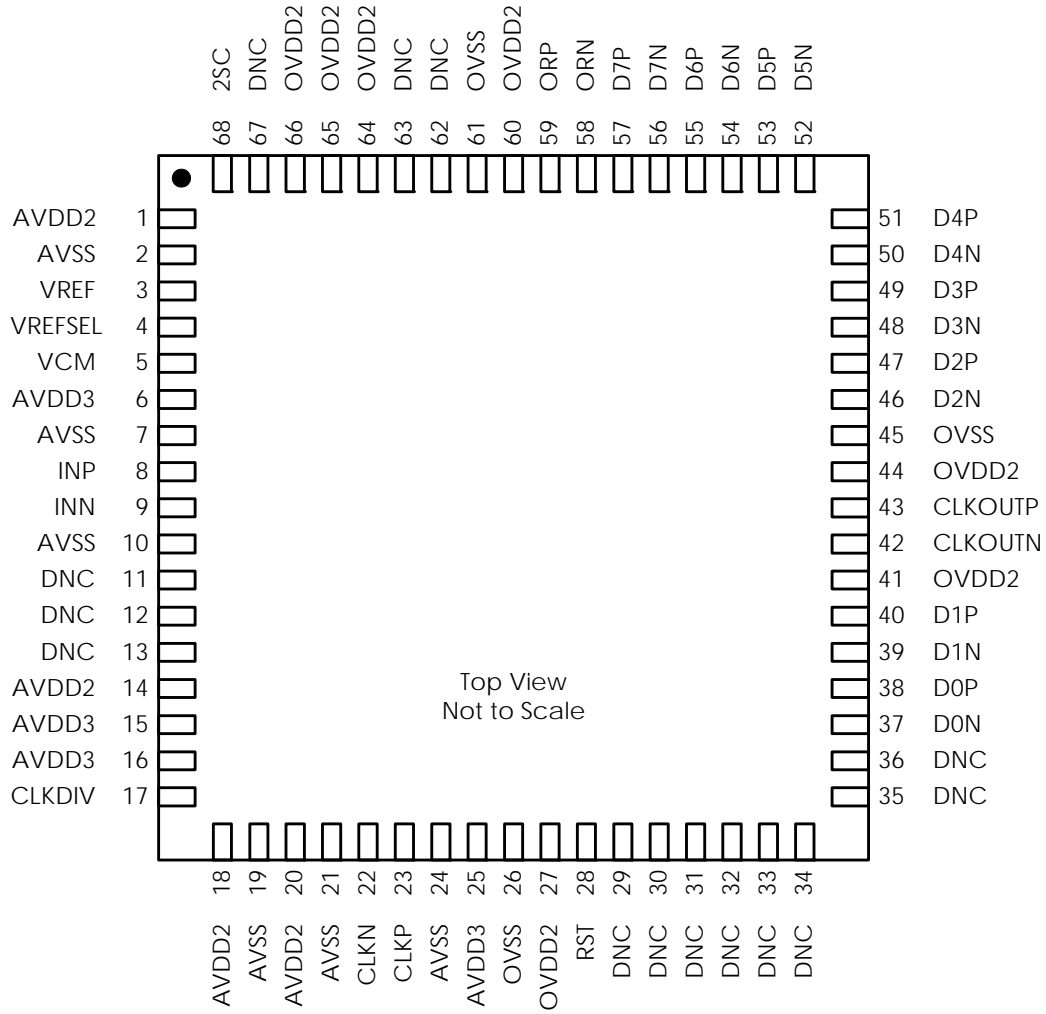 2SC
DNC
OVDD2
OVDD2
OVDD2
DNC
DNC
OVSS
OVDD2
ORP
ORN
D7P
D7N
D6P
D6N
D5P
D5N
68
67
66
65
64
63
62
61
60
59
58
57
56
55
54
53
52
AVDD2 1
AVSS 2
VREF 3
VREFSEL 4
VCM 5
AVDD3 6
AVSS 7
INP 8
INN 9
AVSS 10
DNC 11
DNC 12
DNC 13
AVDD2 14
AVDD3 15
AVDD3 16
CLKDIV 17
51 D4P
50 D4N
49 D3P
48 D3N
47 D2P
46 D2N
45 OVSS
44 OVDD2
43 CLKOUTP
42 CLKOUTN
41 OVDD2
40 D1P
39 D1N
38 D0P
37 D0N
36 DNC
35 DNC
Top View
Not to Scale
18
19
20
21
22
23
24
25
26
27
28
29
30
31
32
33
34
AVDD2
AVSS
AVDD2
AVSS
CLKN
CLKP
AVSS
AVDD3
OVSS
OVDD2
RST
DNC
DNC
DNC
DNC
DNC
DNC